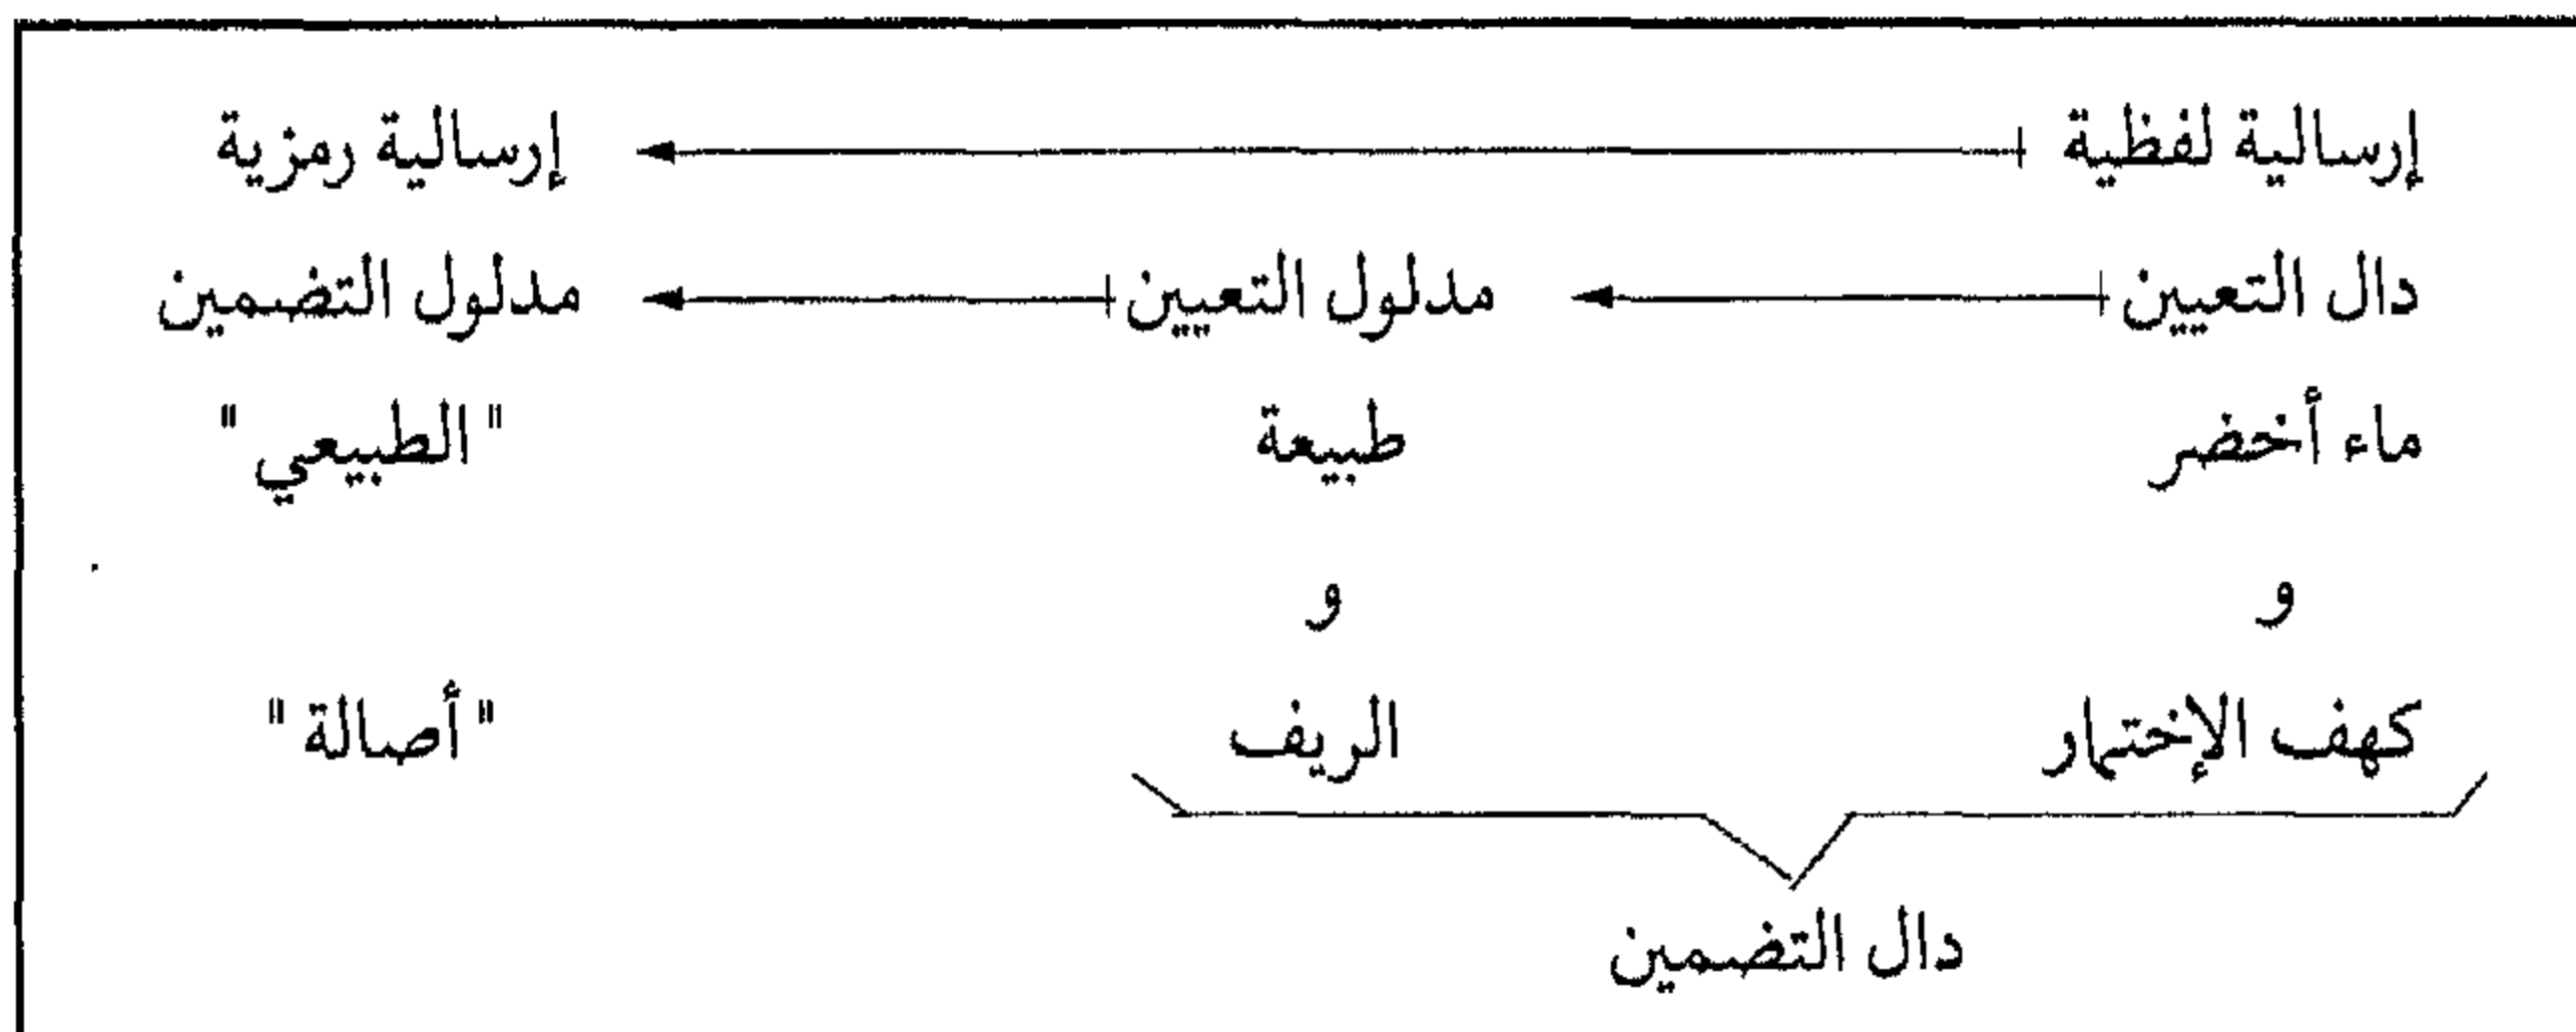 إرسالية لفظية إرسالية رمزية
دال التعيين مدلول التعيين مدلول التضمين
ماء أخضر طبيعة "الطبيعي"
و و
كهف الإختمار الريف "أصالة"
دال التضمين